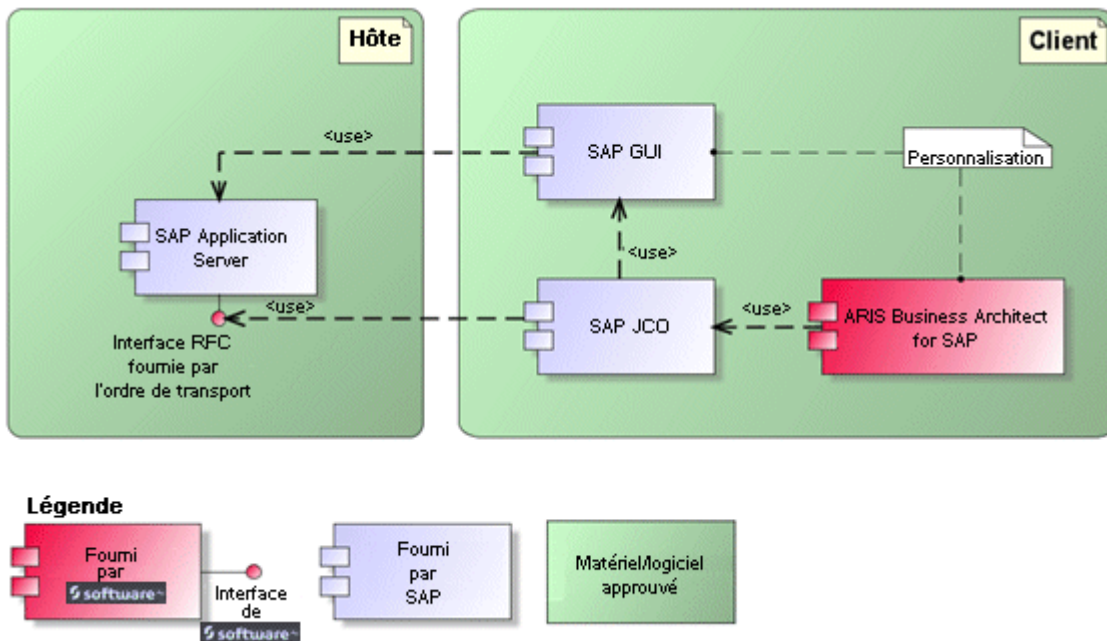 Hôte
Client
<use>
SAP GUI
Personnalisation
SAP Application
Server
<use>
<use>
SAP JCO
<use>
ARIS Business Architect
for SAP
Interface RFC
fournie par
l'ordre de transport
Légende
Fourni
par
software
Interface
de
software
Fourni
par
SAP
Matériel/logiciel
approuvé